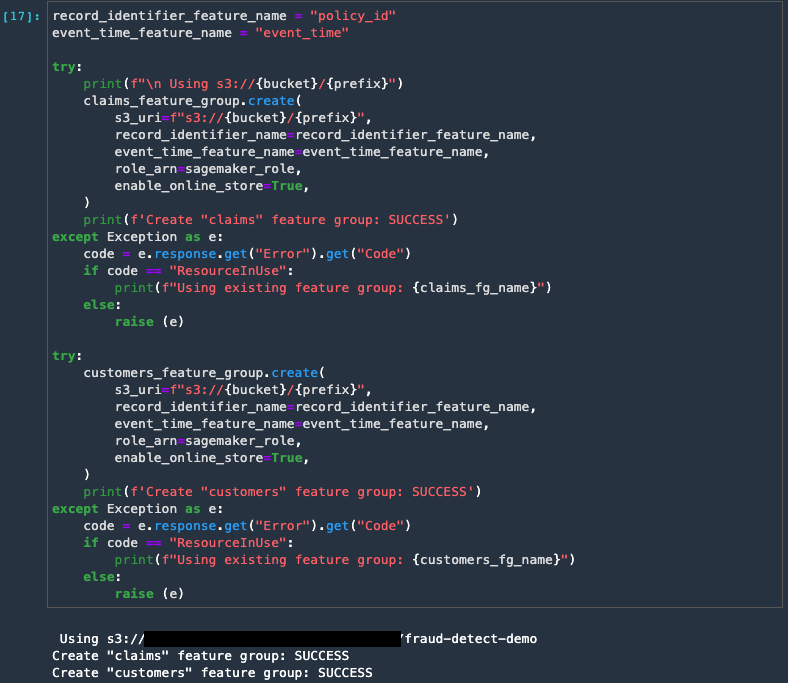 [17]: record_identifier_feature_name = "policy_id"
event_time_feature_name = "event_time"

try:
    print(f"\n Using s3://{bucket}/{prefix}")
    claims_feature_group.create(
        s3_uri=f"s3://{bucket}/{prefix}",
        record_identifier_name=record_identifier_feature_name,
        event_time_feature_name=event_time_feature_name,
        role_arn=sagemaker_role,
        enable_online_store=True,
    )
    print(f'Create "claims" feature group: SUCCESS')
except Exception as e:
    code = e.response.get("Error").get("Code")
    if code == "ResourceInUse":
        print(f"Using existing feature group: {claims_fg_name}")
    else:
        raise (e)

try:
    customers_feature_group.create(
        s3_uri=f"s3://{bucket}/{prefix}",
        record_identifier_name=record_identifier_feature_name,
        event_time_feature_name=event_time_feature_name,
        role_arn=sagemaker_role,
        enable_online_store=True,
    )
    print(f'Create "customers" feature group: SUCCESS')
except Exception as e:
    code = e.response.get("Error").get("Code")
    if code == "ResourceInUse":
        print(f"Using existing feature group: {customers_fg_name}")
    else:
        raise (e)

 Using s3:// /fraud-detect-demo
Create "claims" feature group: SUCCESS
Create "customers" feature group: SUCCESS